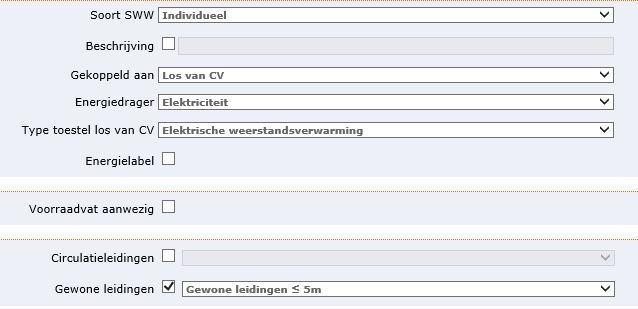 Soort SWW Individueel
Beschrijving
Gekoppeld aan Los van CV
Energiedrager Elektriciteit
Type toestel los van CV Elektrische weerstandsverwarming
Energielabel
Voorraadvat aanwezig
Circulatieleidingen
Gewone leidingen Gewone leidingen ≤ 5m